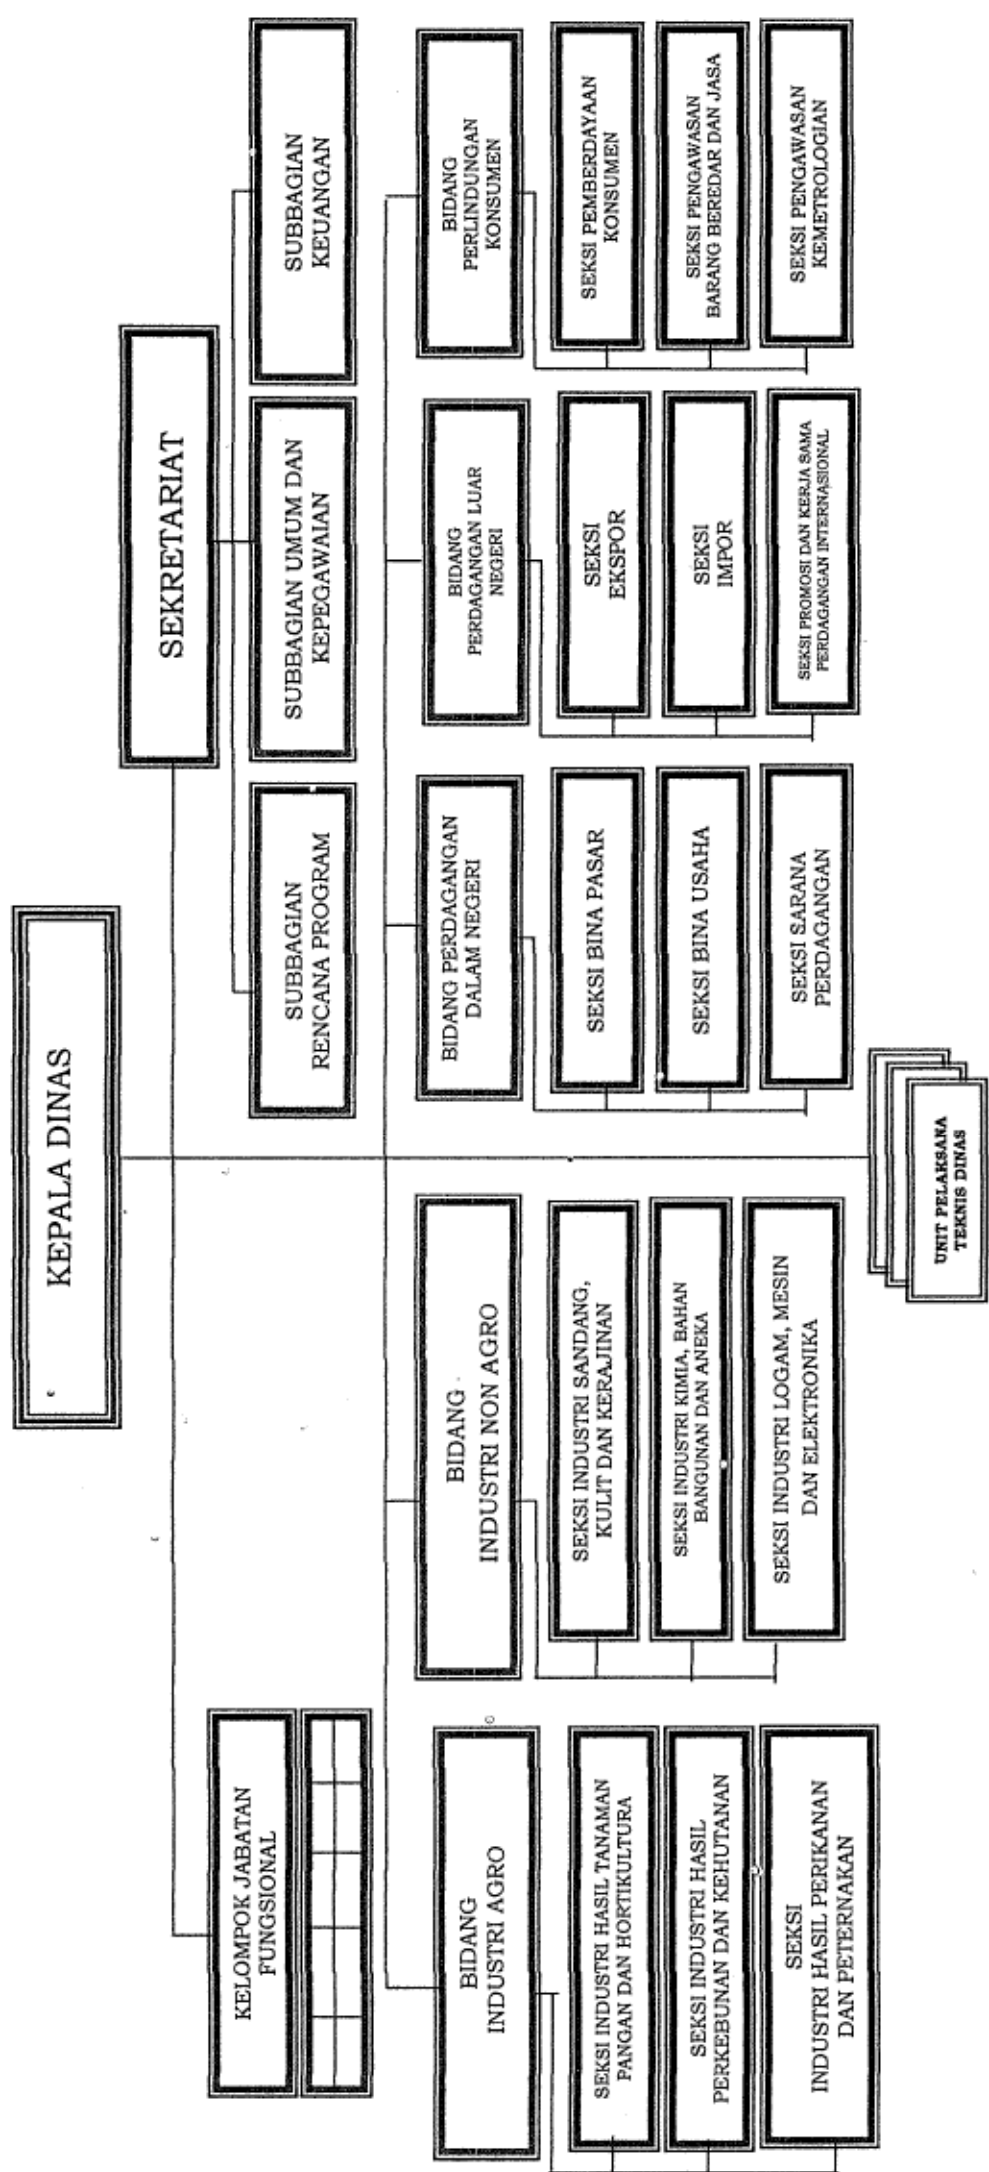 KEPALA DINAS
SEKRETARIAT
KELOMPOK JABATAN
FUNGSIONAL
SUBBAGIAN
RENCANA PROGRAM
SUBBAGIAN UMUM DAN
KEPEGAWAIAN
SUBBAGIAN
KEUANGAN
BIDANG
INDUSTRI AGRO
SEKSI INDUSTRI HASIL TANAMAN
PANGAN DAN HORTIKULTURA
SEKSI INDUSTRI HASIL
PERKEBUNAN DAN KEHUTANAN
SEKSI
INDUSTRI HASIL PERIKANAN
DAN PETERNAKAN
BIDANG
INDUSTRI NON AGRO
SEKSI INDUSTRI SANDANG,
KULIT DAN KERAJINAN
SEKSI INDUSTRI KIMIA, BAHAN
BANGUNAN DAN ANEKA
SEKSI INDUSTRI LOGAM, MESIN
DAN ELEKTRONIKA
BIDANG PERDAGANGAN
DALAM NEGERI
SEKSI BINA PASAR
SEKSI BINA USAHA
SEKSI SARANA
PERDAGANGAN
BIDANG
PERDAGANGAN LUAR
NEGERI
SEKSI
EKSPOR
SEKSI
IMPOR
SEKSI PROMOSI DAN KERJA SAMA
PERDAGANGAN INTERNASIONAL
BIDANG
PERLINDUNGAN
KONSUMEN
SEKSI PEMBERDAYAAN
KONSUMEN
SEKSI PENGAWASAN
BARANG BEREDAR DAN JASA
SEKSI PENGAWASAN
KEMETROLOGIAN
UNIT PELAKSANA
TEKNIS DINAS